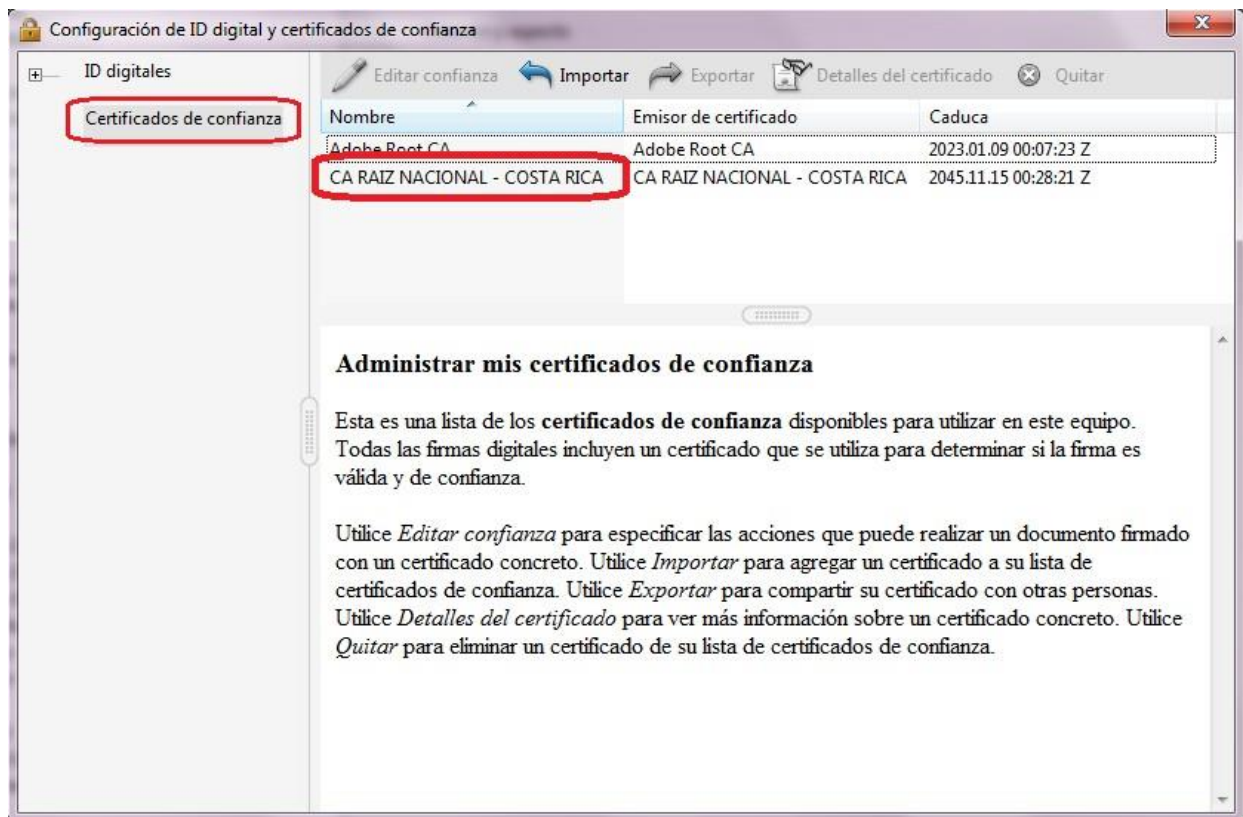 Configuración de ID digital y certificados de confianza
ID digitales
Certificados de confianza
Editar confianza Importar Exportar Detalles del certificado Quitar
Nombre Emisor de certificado Caduca
Adobe Root CA Adobe Root CA 2023.01.09 00:07:23 Z
CA RAIZ NACIONAL - COSTA RICA CA RAIZ NACIONAL - COSTA RICA 2045.11.15 00:28:21 Z
Administrar mis certificados de confianza
Esta es una lista de los certificados de confianza disponibles para utilizar en este equipo.
Todas las firmas digitales incluyen un certificado que se utiliza para determinar si la firma es
válida y de confianza.
Utilice Editar confianza para especificar las acciones que puede realizar un documento firmado
con un certificado concreto. Utilice Importar para agregar un certificado a su lista de
certificados de confianza. Utilice Exportar para compartir su certificado con otras personas.
Utilice Detalles del certificado para ver más información sobre un certificado concreto. Utilice
Quitar para eliminar un certificado de su lista de certificados de confianza.